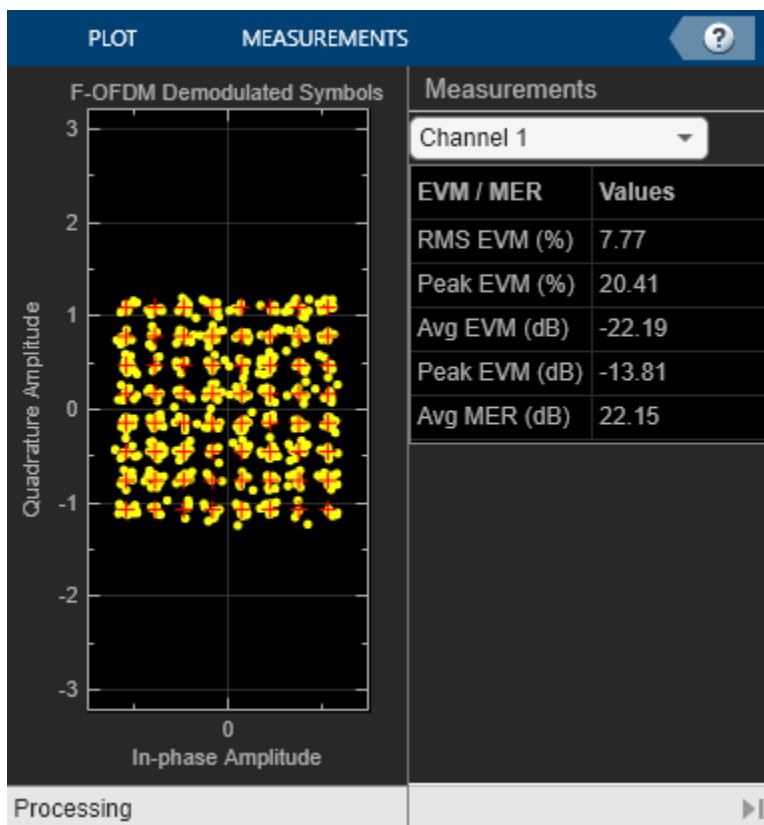 PLOT MEASUREMENTS ?
F-OFDM Demodulated Symbols
3
2
1
0
-1
-2
-3
Quadrature Amplitude
0
In-phase Amplitude
Measurements
Channel 1
EVM / MER Values
RMS EVM (%) 7.77
Peak EVM (%) 20.41
Avg EVM (dB) -22.19
Peak EVM (dB) -13.81
Avg MER (dB) 22.15
Processing